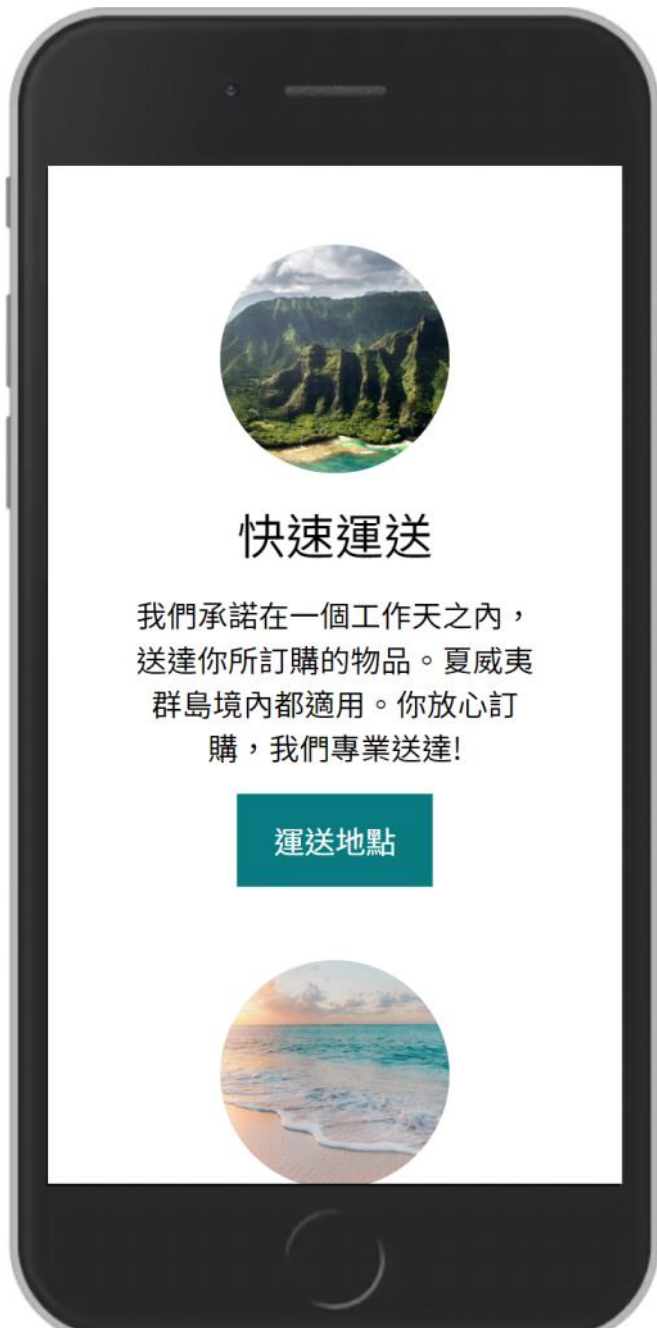 快速運送
我們承諾在一個工作天之內，
送達你所訂購的物品。夏威夷
群島境內都適用。你放心訂
購，我們專業送達!
運送地點